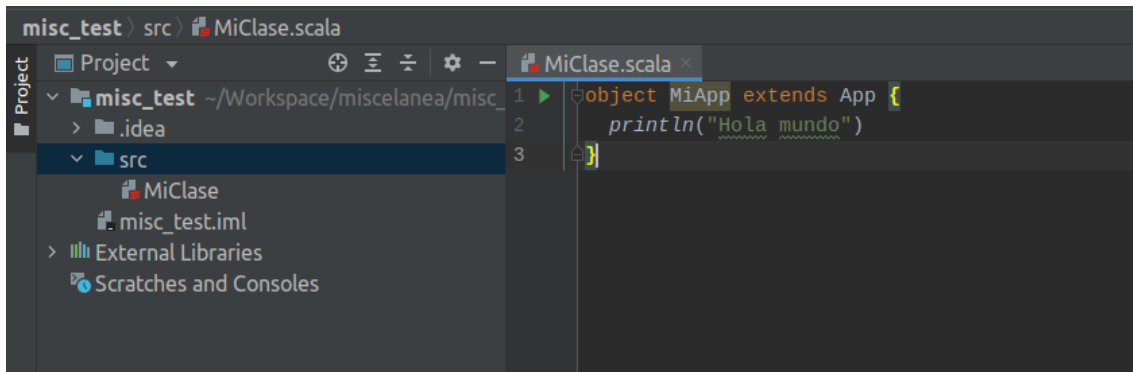 misc_test 〉 src 〉 MiClase.scala
Project
Project
MiClase.scala
misc_test ~/Workspace/miscelanea/misc_
.idea
src
MiClase
misc_test.iml
External Libraries
Scratches and Consoles
1 object MiApp extends App {
2 println("Hola mundo")
3 }